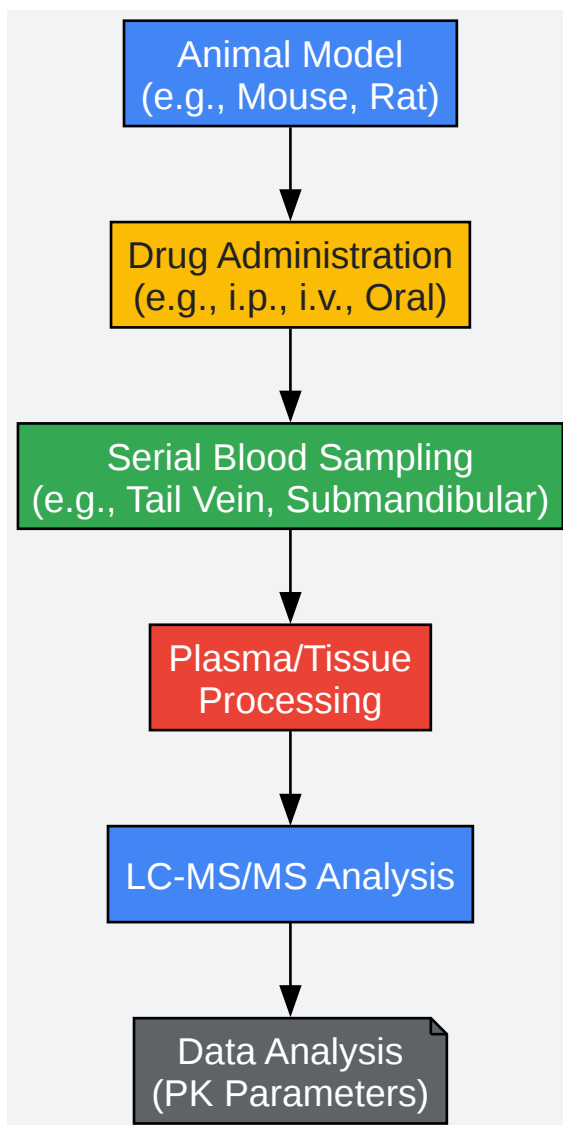 Animal Model
(e.g., Mouse, Rat)
Drug Administration
(e.g., i.p., i.v., Oral)
Serial Blood Sampling
(e.g., Tail Vein, Submandibular)
Plasma/Tissue
Processing
LC-MS/MS Analysis
Data Analysis
(PK Parameters)